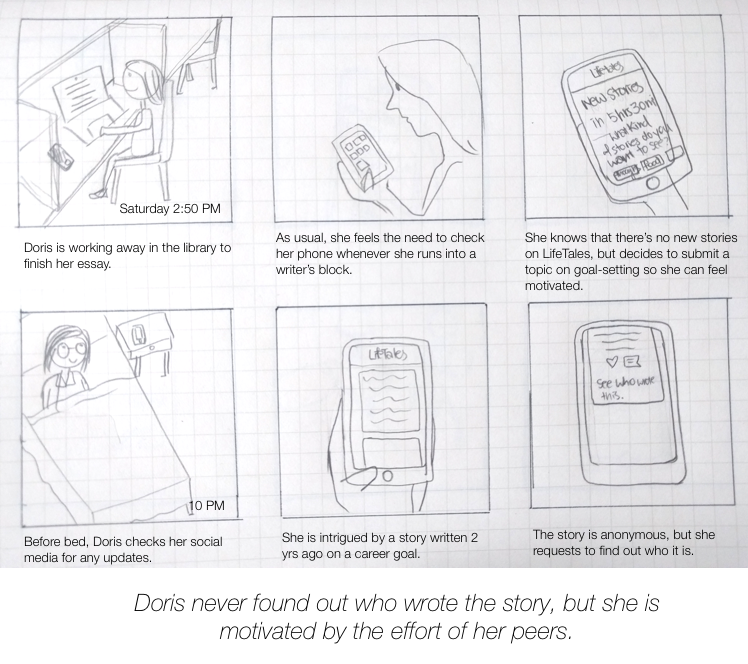 Saturday 2:50 PM
Doris is working away in the library to
finish her essay.
As usual, she feels the need to check
her phone whenever she runs into a
writer's block.
LifeTales
New Stories
in 5hrs30m
what kind
of stories do you
want to see?
She knows that there's no new stories
on LifeTales, but decides to submit a
topic on goal-setting so she can feel
motivated.
10 PM
Before bed, Doris checks her social
media for any updates.
LifeTales
She is intrigued by a story written 2
yrs ago on a career goal.
see who wrote
this.
The story is anonymous, but she
requests to find out who it is.
Doris never found out who wrote the story, but she is
motivated by the effort of her peers.